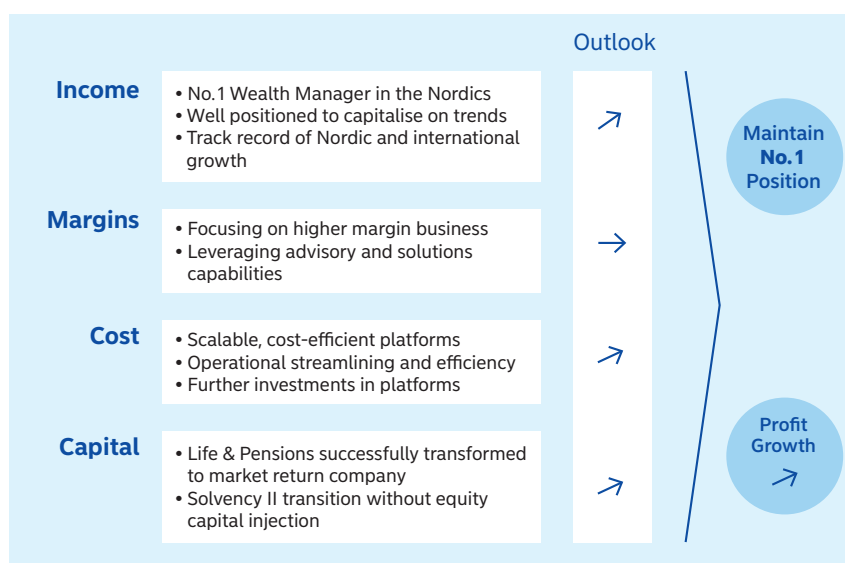 Outlook
Income
• No.1 Wealth Manager in the Nordics
• Well positioned to capitalise on trends
• Track record of Nordic and international
growth
Margins
• Focusing on higher margin business
• Leveraging advisory and solutions
capabilities
Cost
• Scalable, cost-efficient platforms
• Operational streamlining and efficiency
• Further investments in platforms
Capital
• Life & Pensions successfully transformed
to market return company
• Solvency II transition without equity
capital injection
Maintain
No.1
Position
Profit
Growth